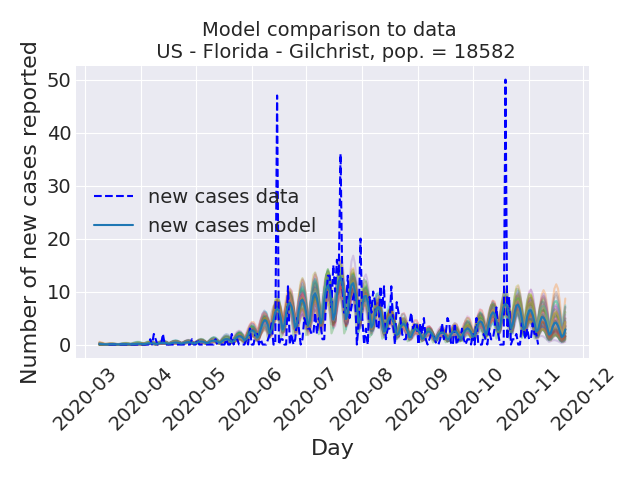 Model comparison to data
US - Florida - Gilchrist, pop. = 18582
Number of new cases reported
50
40
30
20
10
0
new cases data
new cases model
2020-03
2020-04
2020-05
2020-06
2020-07
2020-08
2020-09
2020-10
2020-11
2020-12
Day